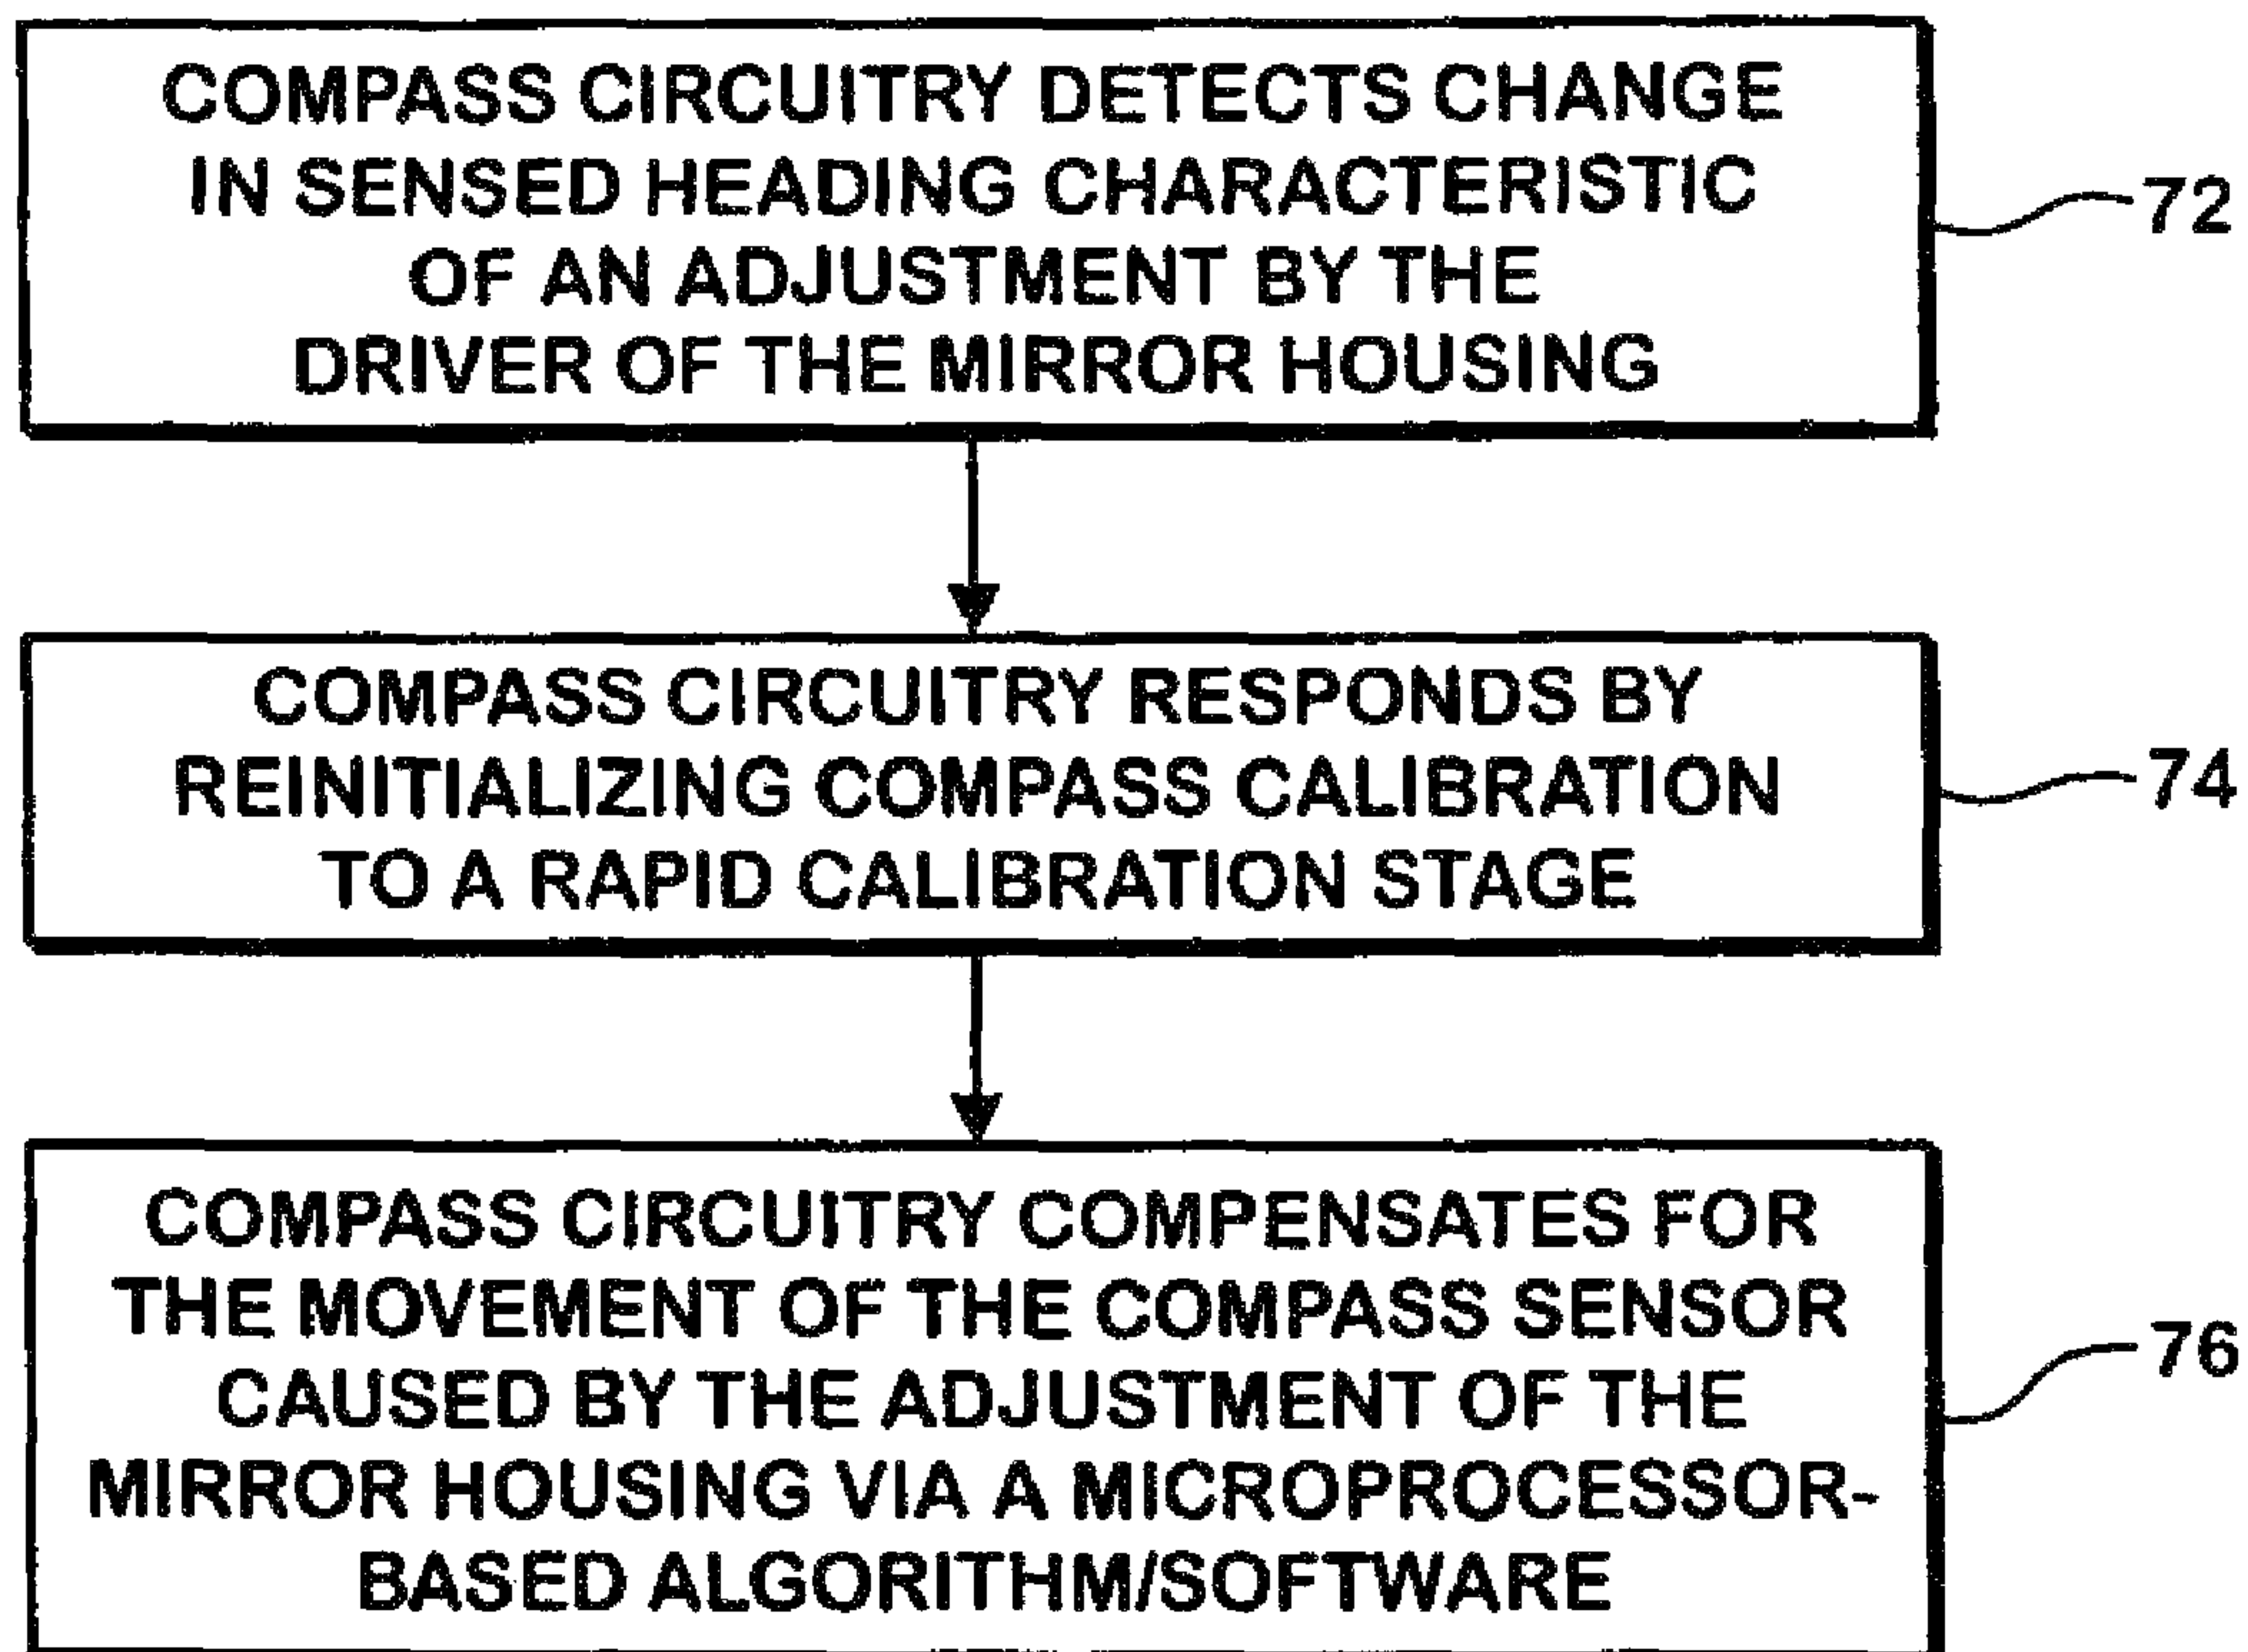 COMPASS CIRCUITRY DETECTS CHANGE
IN SENSED HEADING CHARACTERISTIC
OF AN ADJUSTMENT BY THE
DRIVER OF THE MIRROR HOUSING
72
COMPASS CIRCUITRY RESPONDS BY
REINITIALIZING COMPASS CALIBRATION
TO A RAPID CALIBRATION STAGE
74
COMPASS CIRCUITRY COMPENSATES FOR
THE MOVEMENT OF THE COMPASS SENSOR
CAUSED BY THE ADJUSTMENT OF THE
MIRROR HOUSING VIA A MICROPROCESSOR-
BASED ALGORITHM/SOFTWARE
76